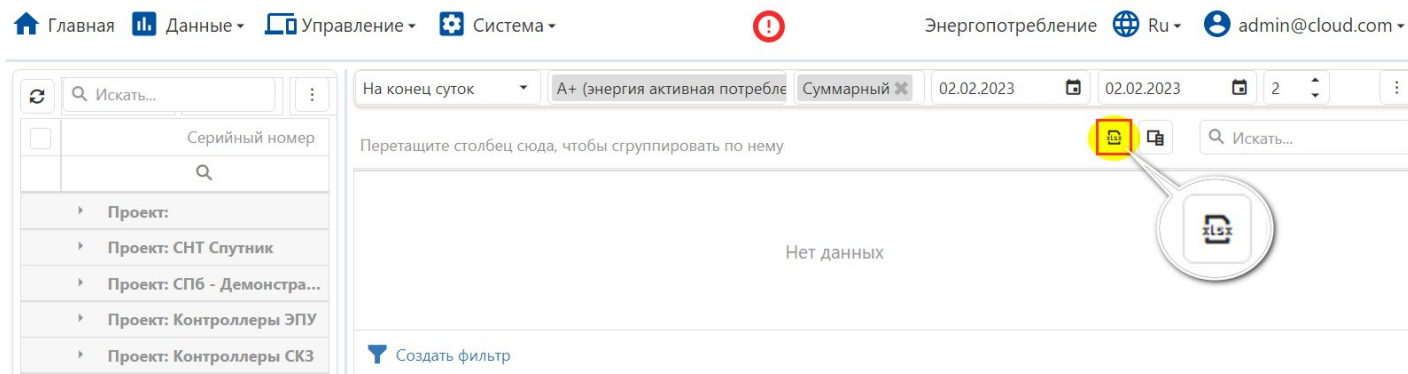 Главная Данные Управление Система Энергопотребление Ru admin@cloud.com
Искать...
Серийный номер
Проект:
Проект: СНТ Спутник
Проект: СПб - Демонстра...
Проект: Контроллеры ЭПУ
Проект: Контроллеры СКЗ
На конец суток А+ (энергия активная потребле Суммарный 02.02.2023 02.02.2023 2
Перетащите столбец сюда, чтобы сгруппировать по нему xlsx Искать...
xlsx
Нет данных
Создать фильтр